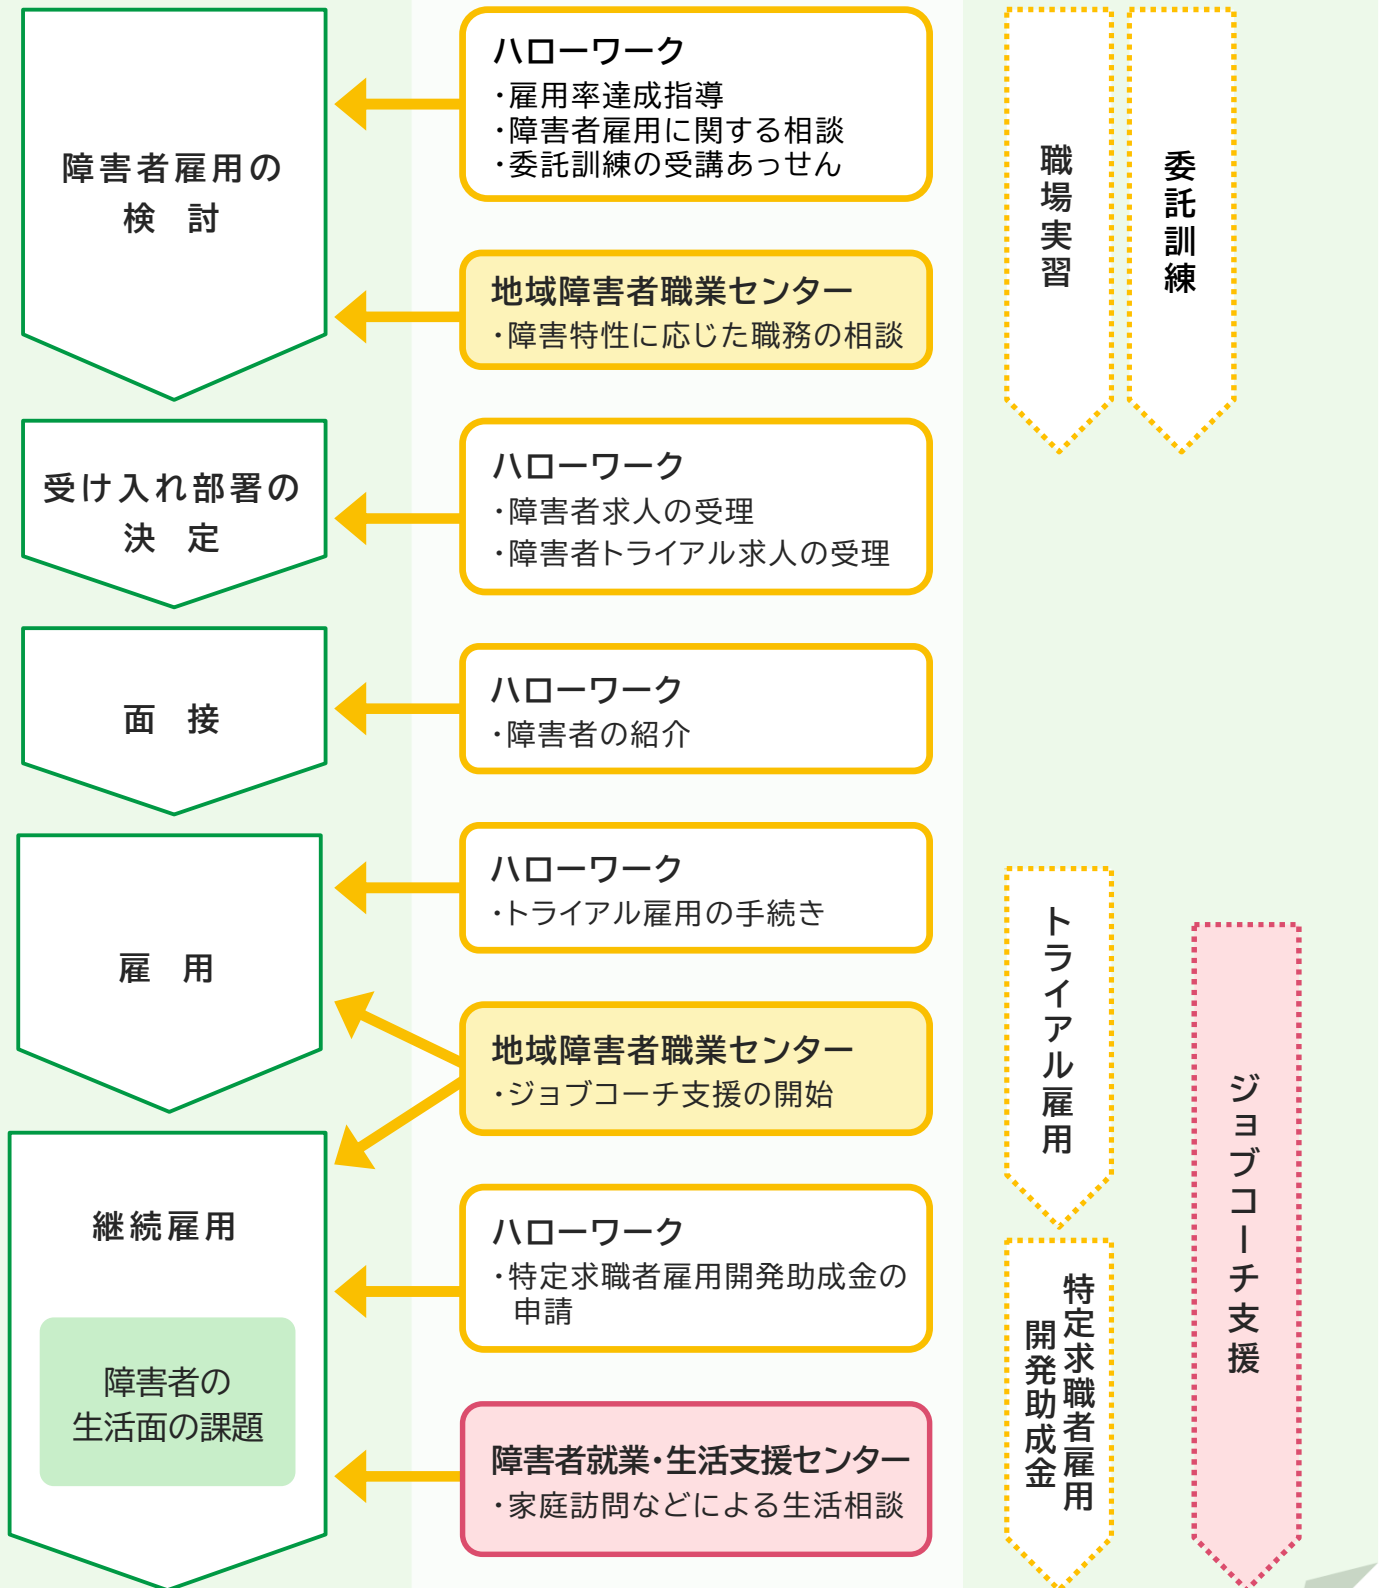 障害者雇用の
検 討
ハローワーク
・雇用率達成指導
・障害者雇用に関する相談
・委託訓練の受講あっせん
地域障害者職業センター
・障害特性に応じた職務の相談
職場実習
委託訓練
受け入れ部署の
決 定
ハローワーク
・障害者求人の受理
・障害者トライアル求人の受理
面 接
ハローワーク
・障害者の紹介
雇 用
ハローワーク
・トライアル雇用の手続き
地域障害者職業センター
・ジョブコーチ支援の開始
トライアル雇用
ジョブコーチ支援
継続雇用
障害者の
生活面の課題
ハローワーク
・特定求職者雇用開発助成金の
申請
障害者就業・生活支援センター
・家庭訪問などによる生活相談
特定求職者雇用
開発助成金